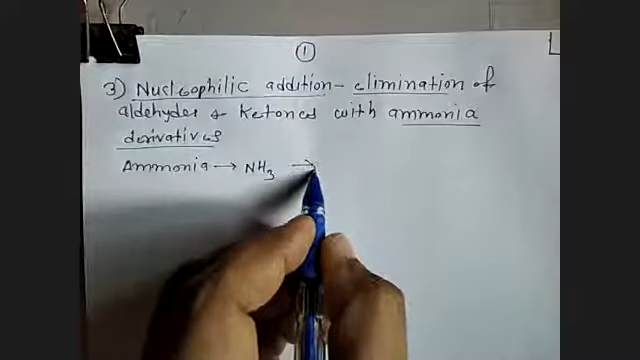 1
3) Nucleophilic addition - elimination of
aldehydes & Ketones with ammonia
derivatives
Ammonia → NH3 →